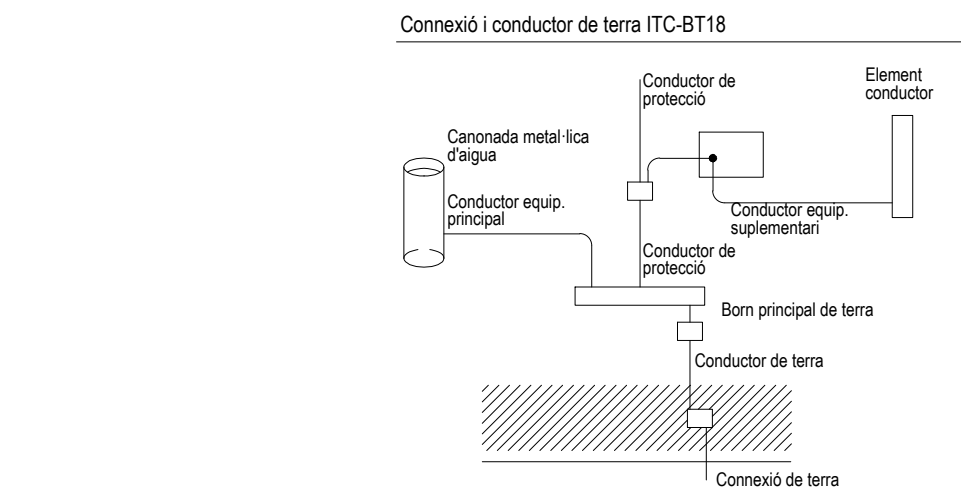 Connexió i conductor de terra ITC-BT18
Conductor de
protecció
Element
conductor
Canonada metal·lica
d'aigua
Conductor equip.
principal
Conductor equip.
suplementari
Conductor de
protecció
Born principal de terra
Conductor de terra
Connexió de terra